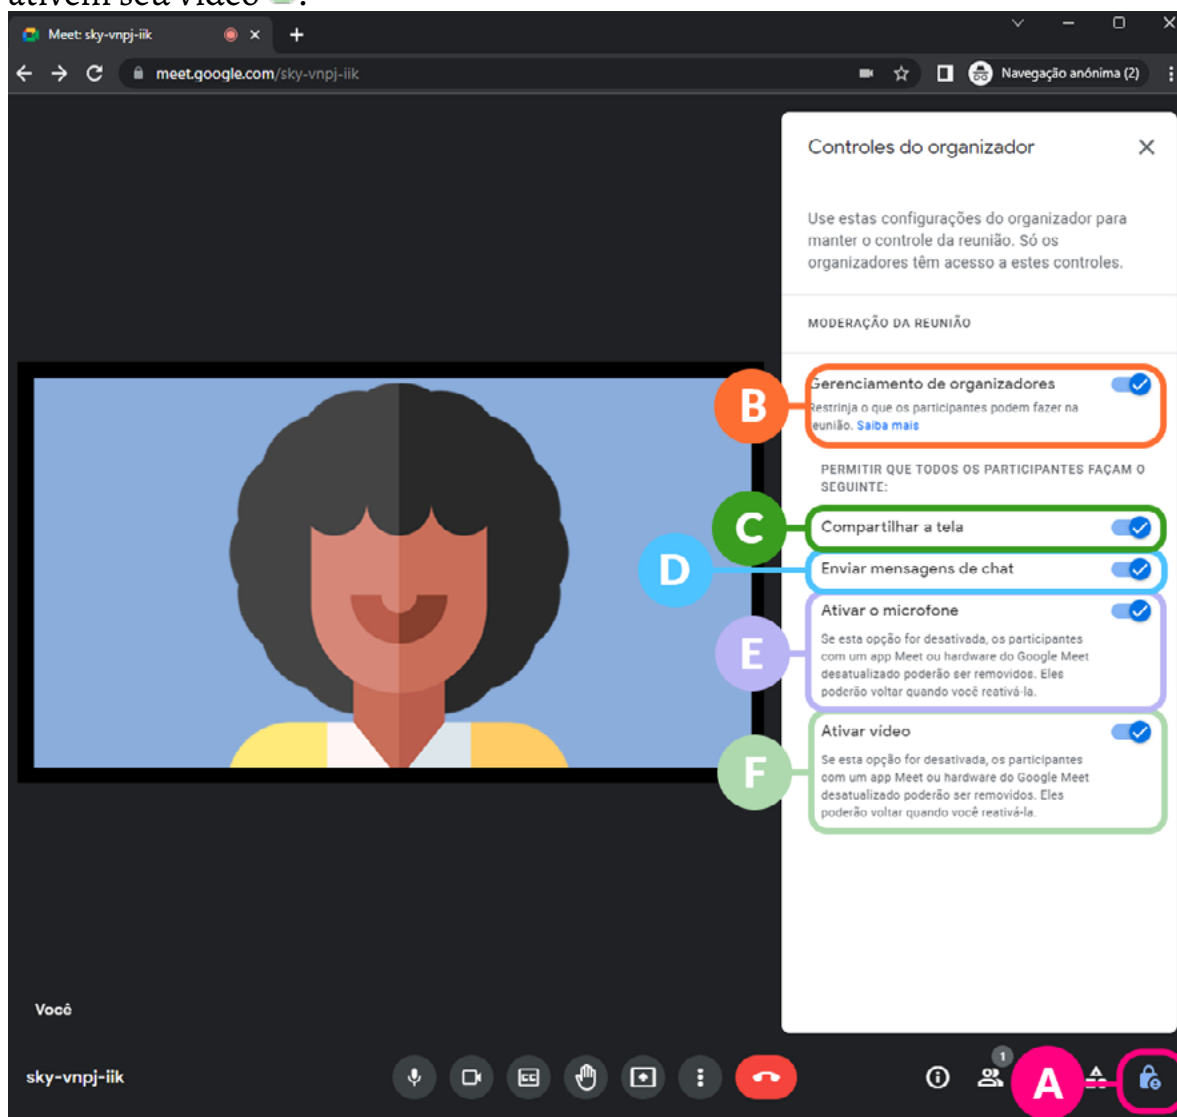 ativem seu vídeo F.
Meet: sky-vnpj-iik
meet.google.com/sky-vnpj-iik
Navegação anónima (2)
Controles do organizador
Use estas configurações do organizador para
manter o controle da reunião. Só os
organizadores têm acesso a estes controles.
MODERAÇÃO DA REUNIÃO
B
Gerenciamento de organizadores
Restrinja o que os participantes podem fazer na
reunião. Saiba mais
PERMITIR QUE TODOS OS PARTICIPANTES FAÇAM O
SEGUINTE:
C
Compartilhar a tela
D
Enviar mensagens de chat
E
Ativar o microfone
Se esta opção for desativada, os participantes
com um app Meet ou hardware do Google Meet
desatualizado poderão ser removidos. Eles
poderão voltar quando você reativá-la.
F
Ativar vídeo
Se esta opção for desativada, os participantes
com um app Meet ou hardware do Google Meet
desatualizado poderão ser removidos. Eles
poderão voltar quando você reativá-la.
Você
sky-vnpj-iik
CC
1
A